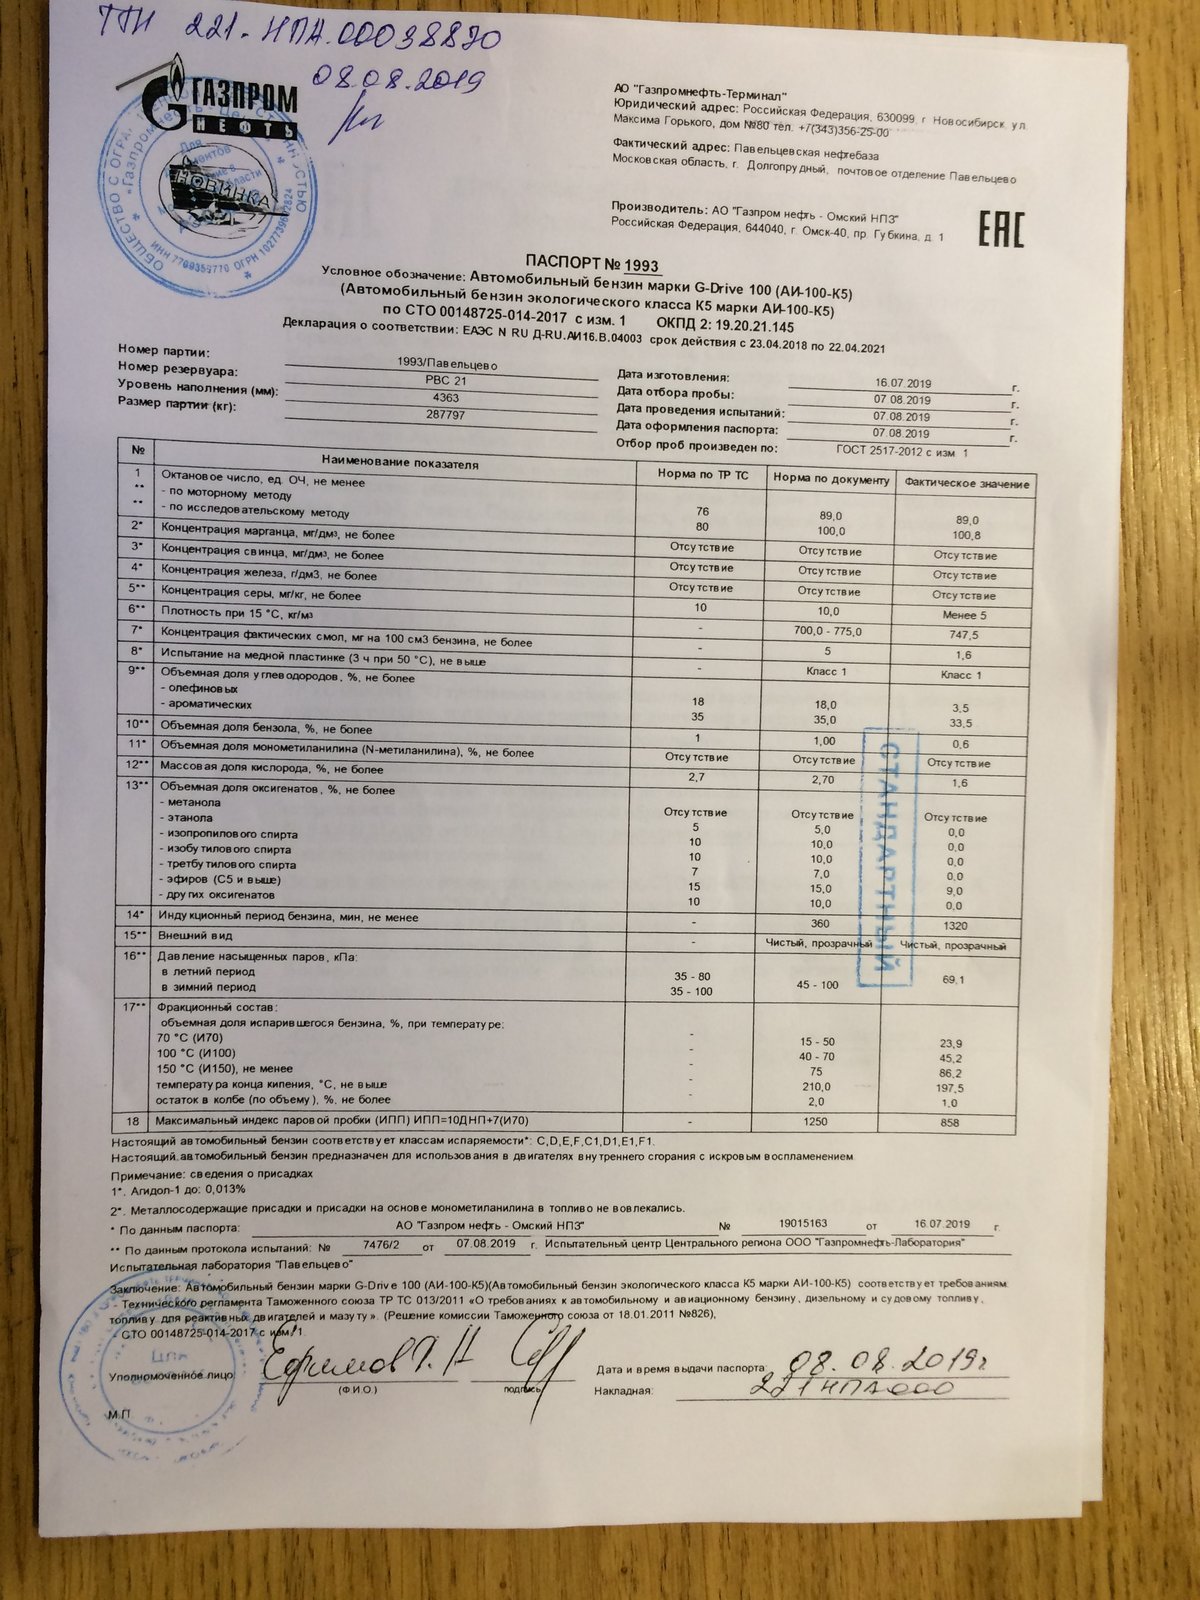 ТТН 221-НПА.00038820
08.08.2019
ГАЗПРОМ
НЕФТЬ
НОВИНКА
ИНН 7709359770 ОГРН
АО "Газпромнефть-Терминал"
Юридический адрес: Российская Федерация, 630099, г. Новосибирск, ул.
Максима Горького, дом №80 тел. +7(343)356-25-00
Фактический адрес: Павельцевская нефтебаза
Московская область, г. Долгопрудный, почтовое отделение Павельцево
Производитель: АО "Газпром нефть - Омский НПЗ"
Российская Федерация, 644040, г. Омск-40, пр. Губкина, д. 1
ЕАС
ПАСПОРТ № 1993
Условное обозначение: Автомобильный бензин марки G-Drive 100 (АИ-100-К5)
(Автомобильный бензин экологического класса К5 марки АИ-100-К5)
по СТО 00148725-014-2017 с изм. 1 ОКПД 2: 19.20.21.145
Декларация о соответствии: ЕАЭС N RU Д-RU.АИ16.В.04003 срок действия с 23.04.2018 по 22.04.2021
Номер партии: 1993/Павельцево
Номер резервуара: РВС 21
Уровень наполнения (мм): 4363
Размер партии (кг): 287797
Дата изготовления: 16.07.2019 г.
Дата отбора пробы: 07.08.2019 г.
Дата проведения испытаний: 07.08.2019 г.
Дата оформления паспорта: 07.08.2019 г.
Отбор проб произведен по: ГОСТ 2517-2012 с изм. 1
№ Наименование показателя Норма по ТР ТС Норма по документу Фактическое значение
1 Октановое число, ед. ОЧ, не менее
** - по моторному методу 76 89,0 89,0
** - по исследовательскому методу 80 100,0 100,8
2* Концентрация марганца, мг/дм³, не более Отсутствие Отсутствие Отсутствие
3* Концентрация свинца, мг/дм³, не более Отсутствие Отсутствие Отсутствие
4* Концентрация железа, г/дм3, не более Отсутствие Отсутствие Отсутствие
5** Концентрация серы, мг/кг, не более 10 10,0 Менее 5
6** Плотность при 15 °С, кг/м³ - 700,0 - 775,0 747,5
7* Концентрация фактических смол, мг на 100 см3 бензина, не более - 5 1,6
8* Испытание на медной пластинке (3 ч при 50 °С), не выше - Класс 1 Класс 1
9** Объемная доля углеводородов, %, не более
- олефиновых 18 18,0 3,5
- ароматических 35 35,0 33,5
10** Объемная доля бензола, %, не более 1 1,00 0,6
11* Объемная доля монометиланилина (N-метиланилина), %, не более Отсутствие Отсутствие Отсутствие
12** Массовая доля кислорода, %, не более 2,7 2,70 1,6
13** Объемная доля оксигенатов, %, не более
- метанола Отсутствие Отсутствие Отсутствие
- этанола 5 5,0 0,0
- изопропилового спирта 10 10,0 0,0
- изобутилового спирта 10 10,0 0,0
- третбутилового спирта 7 7,0 0,0
- эфиров (С5 и выше) 15 15,0 9,0
- других оксигенатов 10 10,0 0,0
14* Индукционный период бензина, мин, не менее - 360 1320
15** Внешний вид - Чистый, прозрачный Чистый, прозрачный
16** Давление насыщенных паров, кПа:
в летний период 35 - 80
в зимний период 35 - 100 45 - 100 69,1
17** Фракционный состав:
объемная доля испарившегося бензина, %, при температуре:
70 °С (И70) - 15 - 50 23,9
100 °С (И100) - 40 - 70 45,2
150 °С (И150), не менее - 75 86,2
температура конца кипения, °С, не выше - 210,0 197,5
остаток в колбе (по объему), %, не более - 2,0 1,0
18 Максимальный индекс паровой пробки (ИПП) ИПП=10ДНП+7(И70) - 1250 858
СТАНДАРТНЫЙ
Настоящий автомобильный бензин соответствует классам испаряемости*: C,D,E,F,C1,D1,E1,F1.
Настоящий автомобильный бензин предназначен для использования в двигателях внутреннего сгорания с искровым воспламенением
Примечание: сведения о присадках
1*. Агидол-1 до: 0,013%
2*. Металлосодержащие присадки и присадки на основе монометиланилина в топливо не вовлекались.
* По данным паспорта: АО "Газпром нефть - Омский НПЗ" № 19015163 от 16.07.2019 г.
** По данным протокола испытаний: № 7476/2 от 07.08.2019 г. Испытательный центр Центрального региона ООО "Газпромнефть-Лаборатория"
Испытательная лаборатория "Павельцево"
Заключение: Автомобильный бензин марки G-Drive 100 (АИ-100-К5)(Автомобильный бензин экологического класса К5 марки АИ-100-К5) соответствует требованиям:
- Технического регламента Таможенного союза ТР ТС 013/2011 «О требованиях к автомобильному и авиационному бензину, дизельному и судовому топливу,
топливу для реактивных двигателей и мазуту». (Решение комиссии Таможенного союза от 18.10.2011 №826),
- СТО 00148725-014-2017 с изм. 1.
Уполномоченное лицо Ефимов Г. Н
(Ф.И.О.) подпись
Дата и время выдачи паспорта: 08.08.2019г
Накладная: 221НПА000
М.П